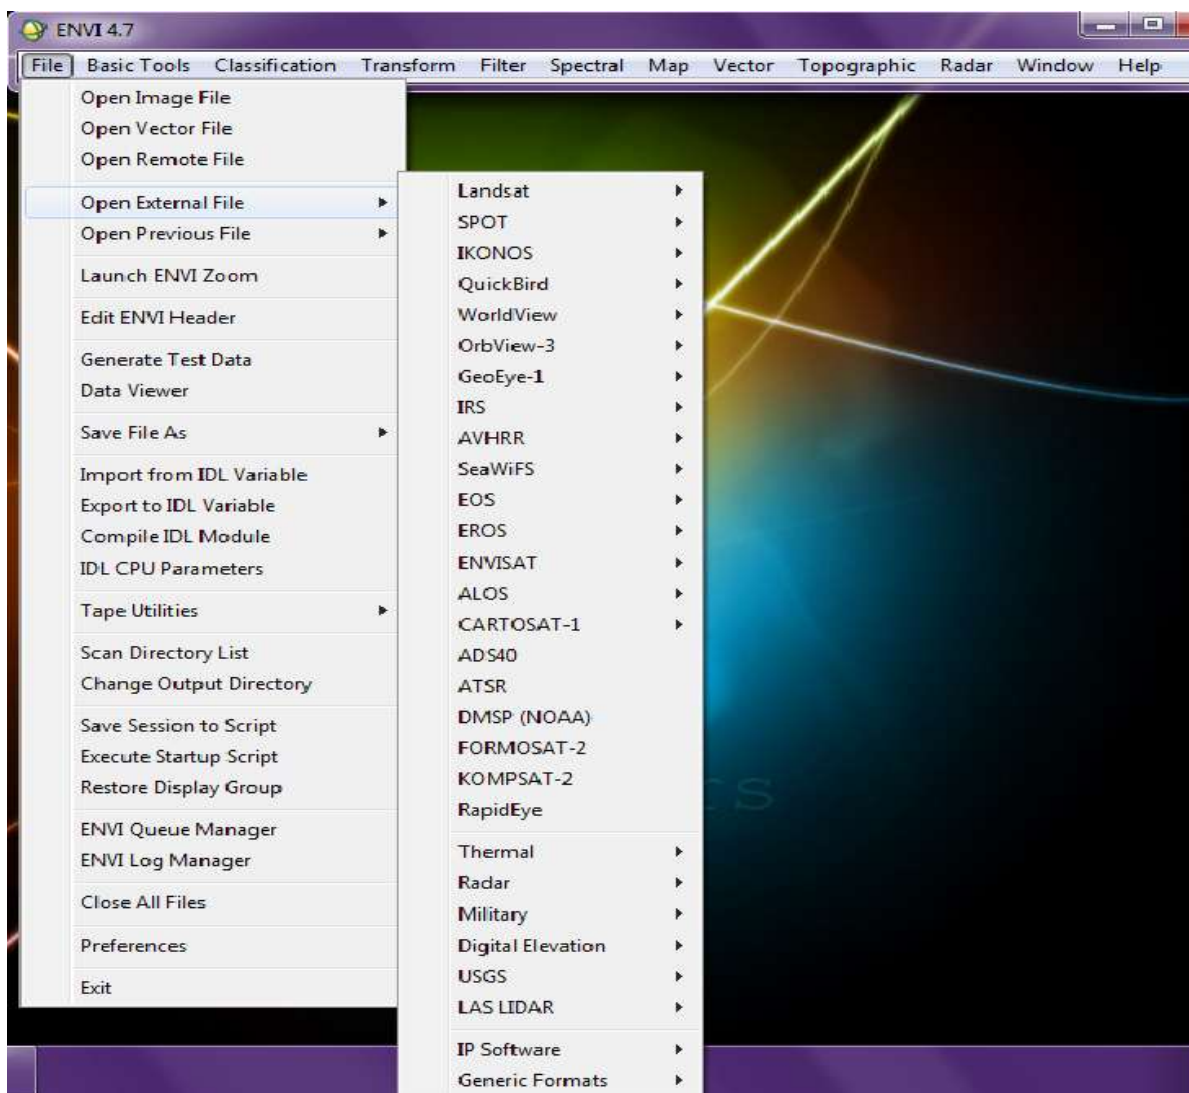 ENVI 4.7
File Basic Tools Classification Transform Filter Spectral Map Vector Topographic Radar Window Help
Open Image File
Open Vector File
Open Remote File
Open External File
Open Previous File
Launch ENVI Zoom
Edit ENVI Header
Generate Test Data
Data Viewer
Save File As
Import from IDL Variable
Export to IDL Variable
Compile IDL Module
IDL CPU Parameters
Tape Utilities
Scan Directory List
Change Output Directory
Save Session to Script
Execute Startup Script
Restore Display Group
ENVI Queue Manager
ENVI Log Manager
Close All Files
Preferences
Exit
Landsat
SPOT
IKONOS
QuickBird
WorldView
OrbView-3
GeoEye-1
IRS
AVHRR
SeaWiFS
EOS
EROS
ENVISAT
ALOS
CARTOSAT-1
ADS40
ATSR
DMSP (NOAA)
FORMOSAT-2
KOMPSAT-2
RapidEye
Thermal
Radar
Military
Digital Elevation
USGS
LAS LIDAR
IP Software
Generic Formats